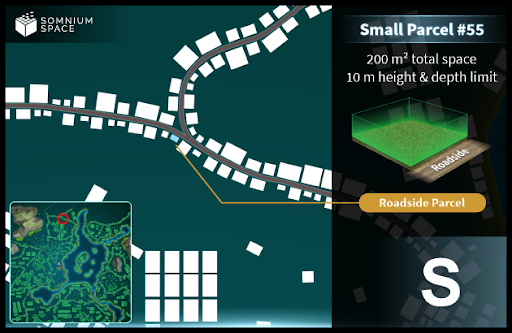 SOMNIUM
SPACE
Small Parcel #55
200 m² total space
10 m height & depth limit
Roadside
Roadside Parcel
S